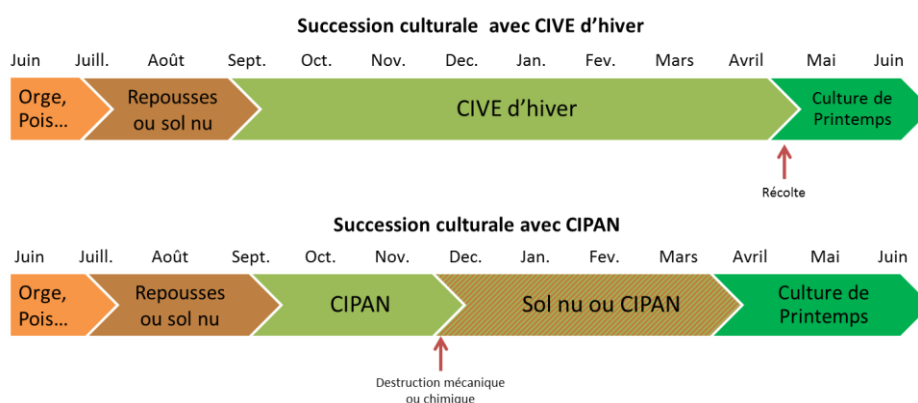 Succession culturale avec CIVE d'hiver
Juin Juill. Août Sept. Oct. Nov. Dec. Jan. Fev. Mars Avril Mai Juin
Orge,
Pois...
Repousses
ou sol nu
CIVE d'hiver
Culture de
Printemps
Récolte
Succession culturale avec CIPAN
Juin Juill. Août Sept. Oct. Nov. Dec. Jan. Fev. Mars Avril Mai Juin
Orge,
Pois...
Repousses
ou sol nu
CIPAN
Sol nu ou CIPAN
Culture de
Printemps
Destruction mécanique
ou chimique